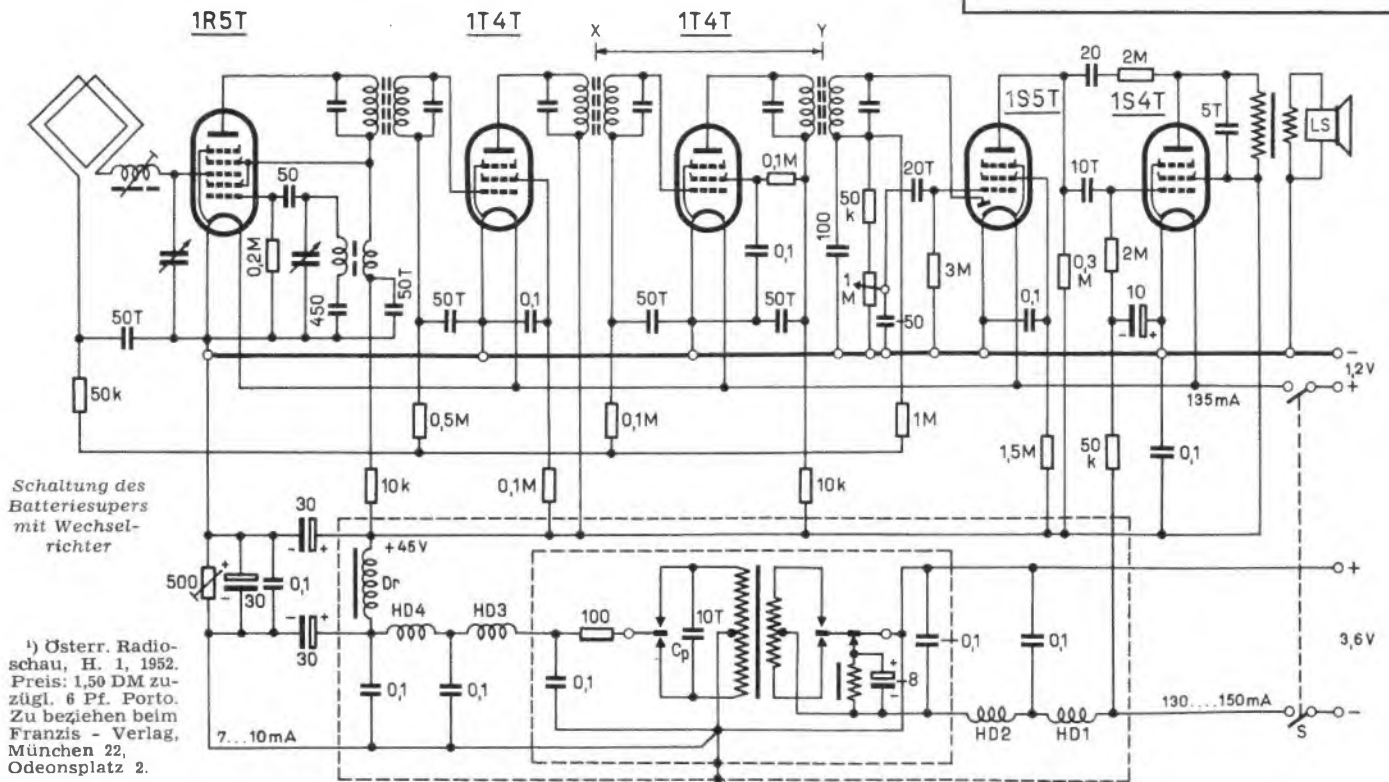 1R5T
1T4T
X
Y
1T4T
20
2M
1S5T
1S4T
5T
LS
50
0,2M
450
50T
0,1M
0,1
50
k
100
1
M
50
20T
3M
10T
0,3
M
2M
10
-
+
50T
50T
0,1
50T
50T
0,1
-
1,2V
+
135mA
50k
0,5M
0,1M
1M
1,5M
50
k
0,1
10k
0,1M
10k
Schaltung des
Batteriesupers
mit Wechsel-
richter
30
-
+
+45V
Dr
500
+
-
30
0,1
-
+
30
HD4
HD3
100
Cp
10T
0,1
0,1
0,1
+
8
-
0,1
0,1
HD2
HD1
+
3,6V
130....150mA
-
S
7...10mA
¹) Österr. Radio-
schau, H. 1, 1952.
Preis: 1,50 DM zu-
zügl. 6 Pf. Porto.
Zu beziehen beim
Franzis - Verlag,
München 22,
Odeonsplatz 2.